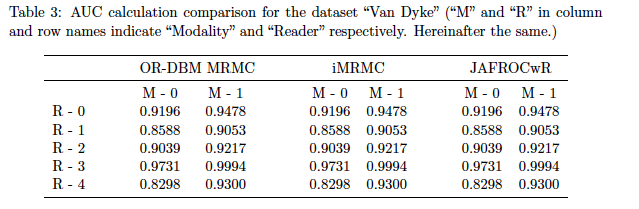 Table 3: AUC calculation comparison for the dataset “Van Dyke” (“M” and “R” in column
and row names indicate “Modality” and “Reader” respectively. Hereinafter the same.)
OR-DBM MRMC iMRMC JAFROCwR
M - 0 M - 1 M - 0 M - 1 M - 0 M - 1
R - 0 0.9196 0.9478 0.9196 0.9478 0.9196 0.9478
R - 1 0.8588 0.9053 0.8588 0.9053 0.8588 0.9053
R - 2 0.9039 0.9217 0.9039 0.9217 0.9039 0.9217
R - 3 0.9731 0.9994 0.9731 0.9994 0.9731 0.9994
R - 4 0.8298 0.9300 0.8298 0.9300 0.8298 0.9300